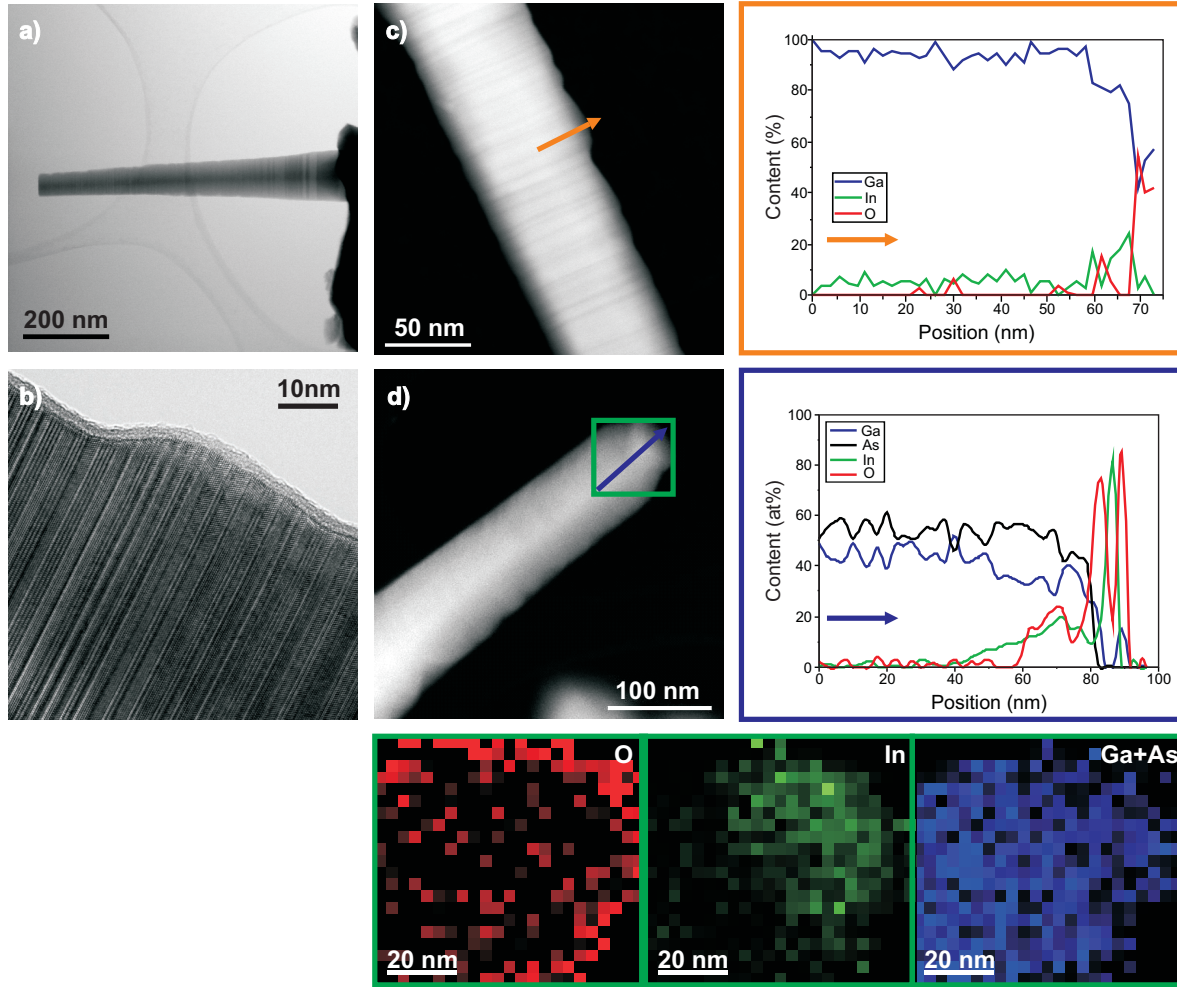 a)
200 nm
c)
50 nm
100
80
60
40
20
0
Content (%)
Ga
In
O
0 10 20 30 40 50 60 70
Position (nm)
b)
10nm
d)
100 nm
100
80
60
40
20
0
Content (at%)
Ga
As
In
O
0 20 40 60 80 100
Position (nm)
O
20 nm
In
20 nm
Ga+As
20 nm